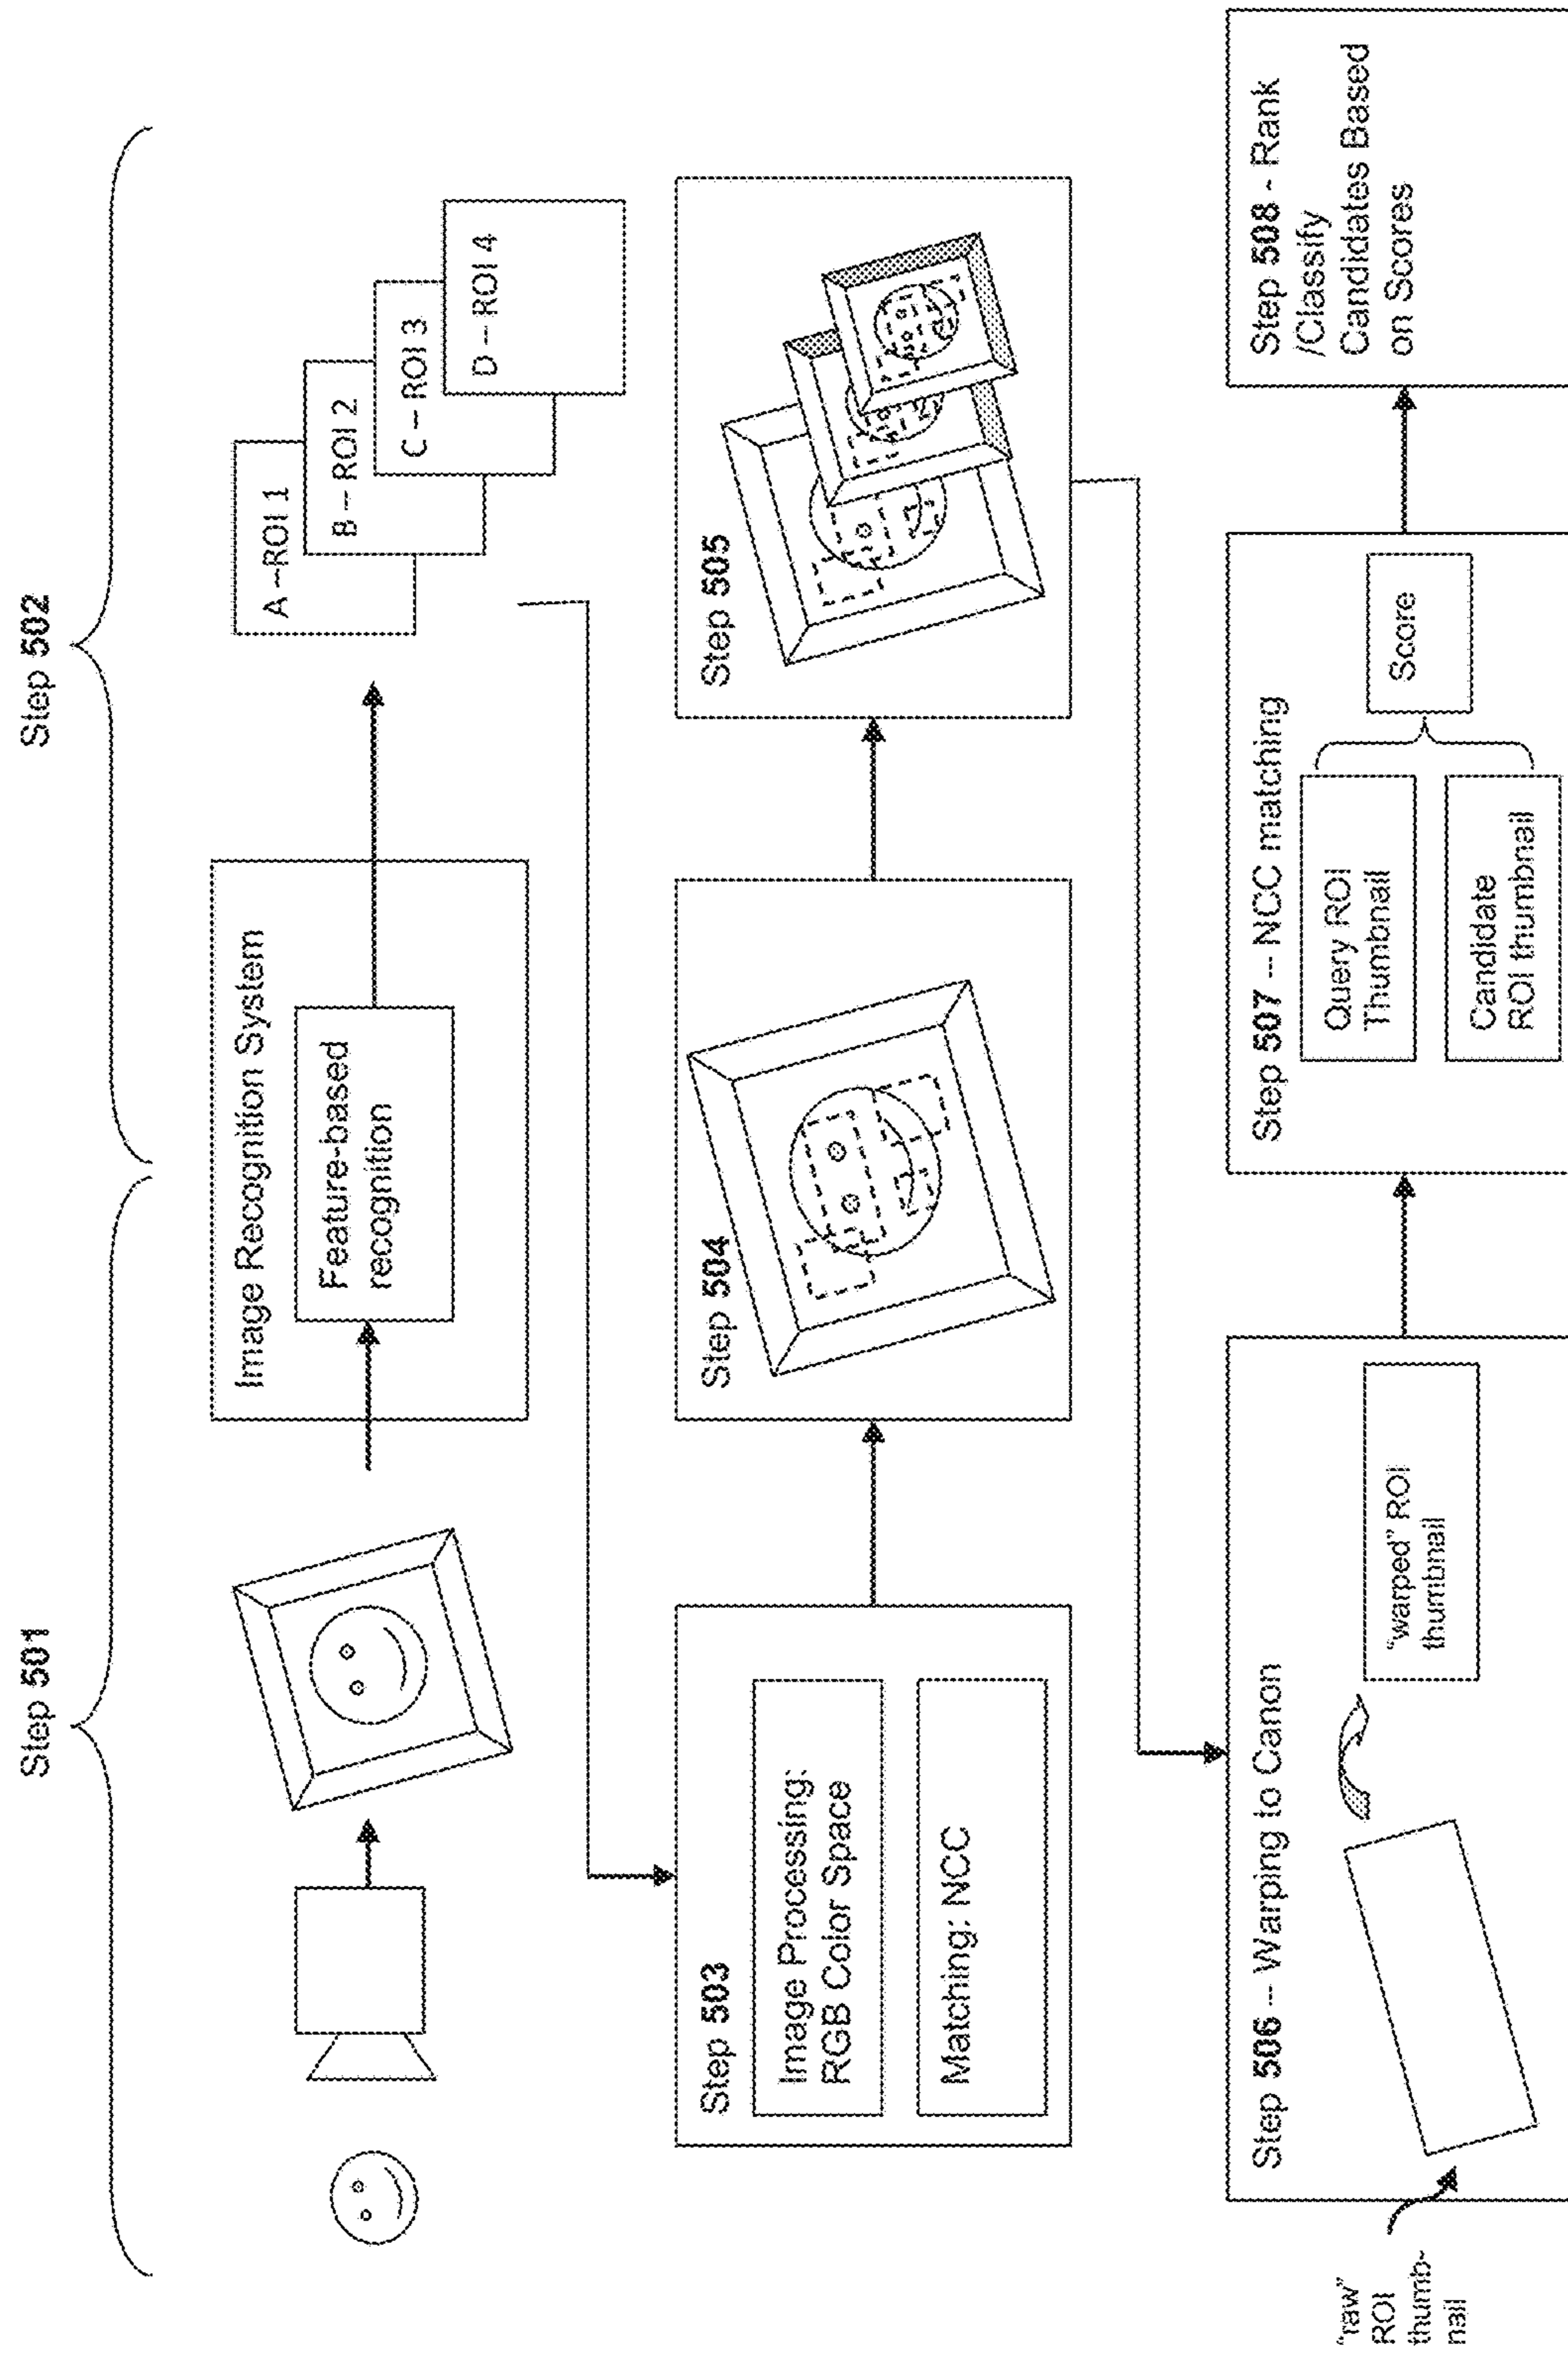 Step 501
Step 502
Image Recognition System
Feature-based
recognition
A –ROI 1
B – ROI 2
C – ROI 3
D – ROI 4
Step 503
Image Processing:
RGB Color Space
Matching: NCC
Step 504
Step 505
Step 506 – Warping to Canon
"raw"
ROI
thumb-
nail
"warped" ROI
thumbnail
Step 507 – NCC matching
Query ROI
Thumbnail
Candidate
ROI thumbnail
Score
Step 508 - Rank
/Classify
Candidates Based
on Scores